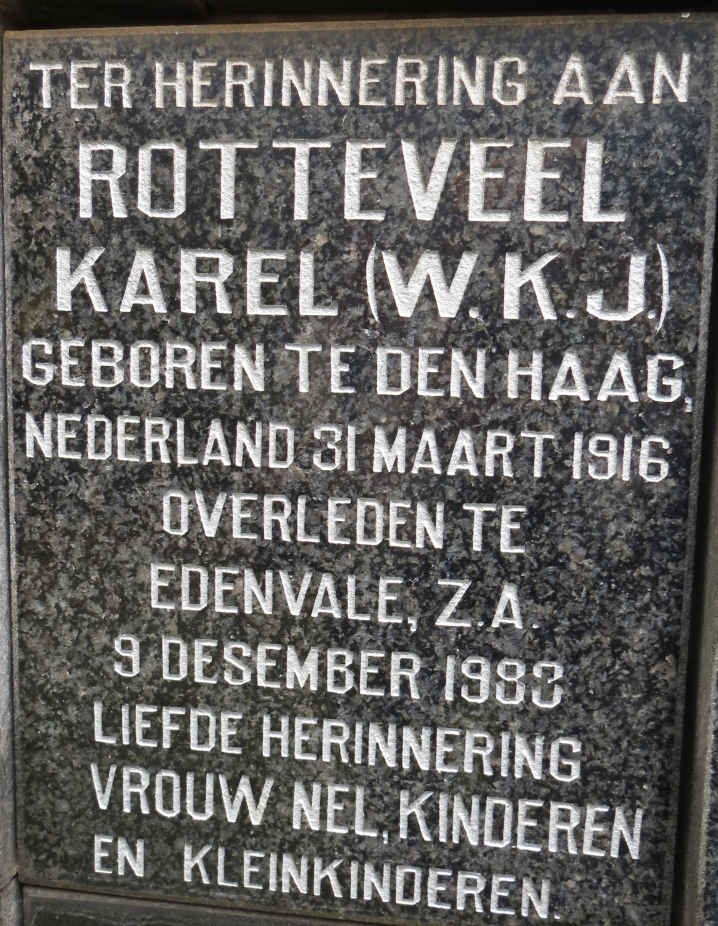 TER HERINNERING AAN
ROTTEVEEL
KAREL (W.K.J.)
GEBOREN TE DEN HAAG,
NEDERLAND 31 MAART 1916
OVERLEDEN TE
EDENVALE, Z.A.
9 DESEMBER 1983
LIEFDE HERINNERING
VROUW NEL, KINDEREN
EN KLEINKINDEREN.